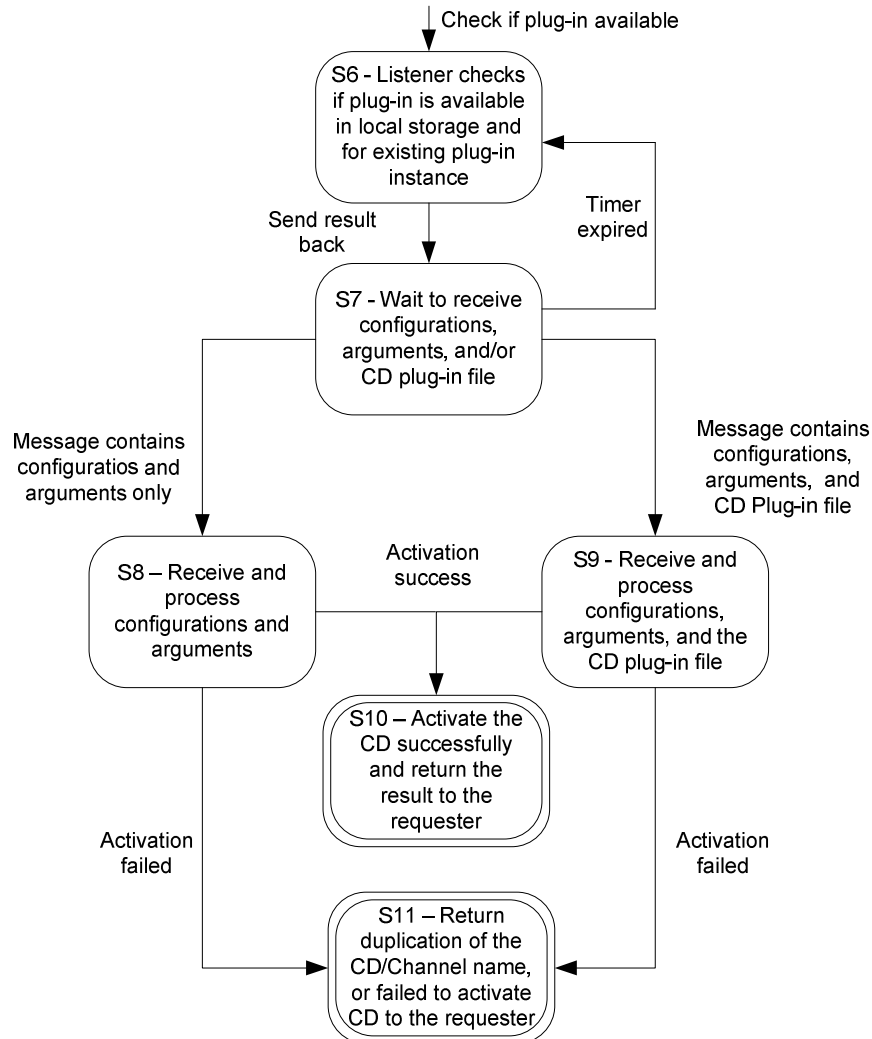 Check if plug-in available
S6 - Listener checks
if plug-in is available
in local storage and
for existing plug-in
instance
Send result
back
Timer
expired
S7 - Wait to receive
configurations,
arguments, and/or
CD plug-in file
Message contains
configuratios and
arguments only
Message contains
configurations,
arguments, and
CD Plug-in file
S8 – Receive and
process
configurations and
arguments
Activation
success
S9 - Receive and
process
configurations,
arguments, and the
CD plug-in file
S10 – Activate the
CD successfully
and return the
result to the
requester
Activation
failed
Activation
failed
S11 – Return
duplication of the
CD/Channel name,
or failed to activate
CD to the requester